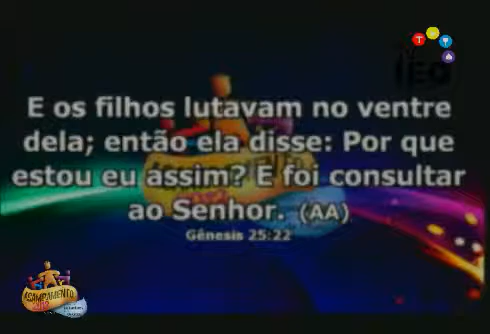 E os filhos lutavam no ventre
dela; então ela disse: Por que
estou eu assim? E foi consultar
ao Senhor. (AA)
Gênesis 25:22
ACAMPAMENTO